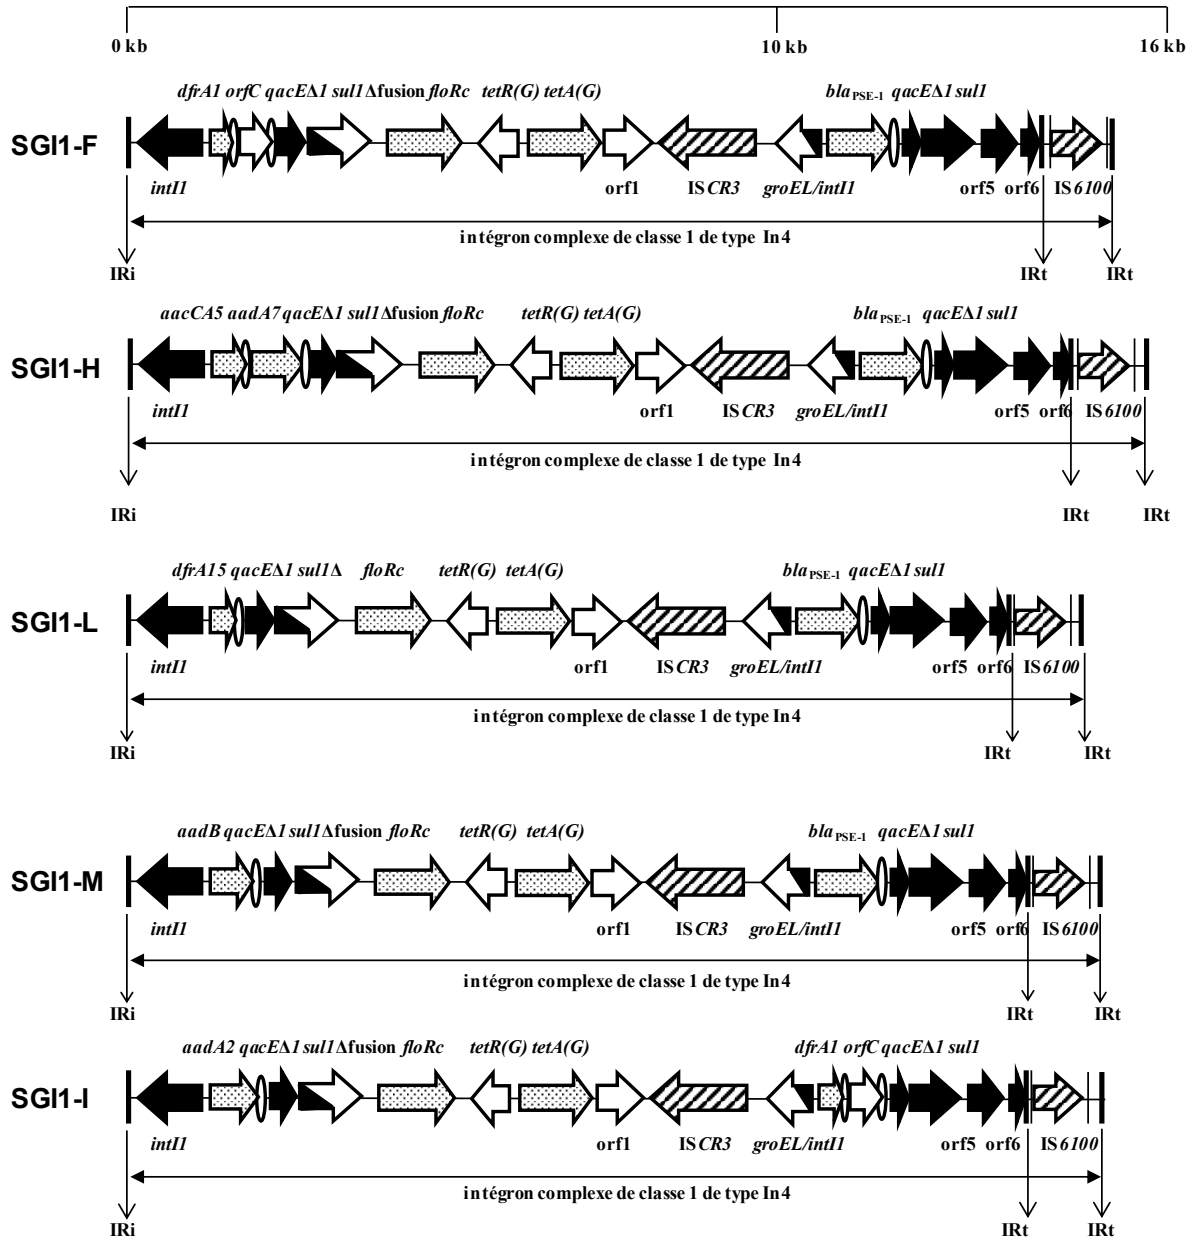 0 kb 10 kb 16 kb
dfrA1 orfC qacEΔ1 sul1Δfusion floRc tetR(G) tetA(G) bla PSE-1 qacEΔ1 sul1
SGI1-F
intI1 orf1 ISCR3 groEL/intI1 orf5 orf6 IS6100
intégron complexe de classe 1 de type In4
IRi IRt IRt
aacCA5 aadA7 qacEΔ1 sul1Δfusion floRc tetR(G) tetA(G) bla PSE-1 qacEΔ1 sul1
SGI1-H
intI1 orf1 ISCR3 groEL/intI1 orf5 orf6 IS6100
intégron complexe de classe 1 de type In4
IRi IRt IRt
dfrA15 qacEΔ1 sul1Δ floRc tetR(G) tetA(G) bla PSE-1 qacEΔ1 sul1
SGI1-L
intI1 orf1 ISCR3 groEL/intI1 orf5 orf6 IS6100
intégron complexe de classe 1 de type In4
IRi IRt IRt
aadB qacEΔ1 sul1Δfusion floRc tetR(G) tetA(G) bla PSE-1 qacEΔ1 sul1
SGI1-M
intI1 orf1 ISCR3 groEL/intI1 orf5 orf6 IS6100
intégron complexe de classe 1 de type In4
IRi IRt IRt
aadA2 qacEΔ1 sul1Δfusion floRc tetR(G) tetA(G) dfrA1 orfC qacEΔ1 sul1
SGI1-I
intI1 orf1 ISCR3 groEL/intI1 orf5 orf6 IS6100
intégron complexe de classe 1 de type In4
IRi IRt IRt